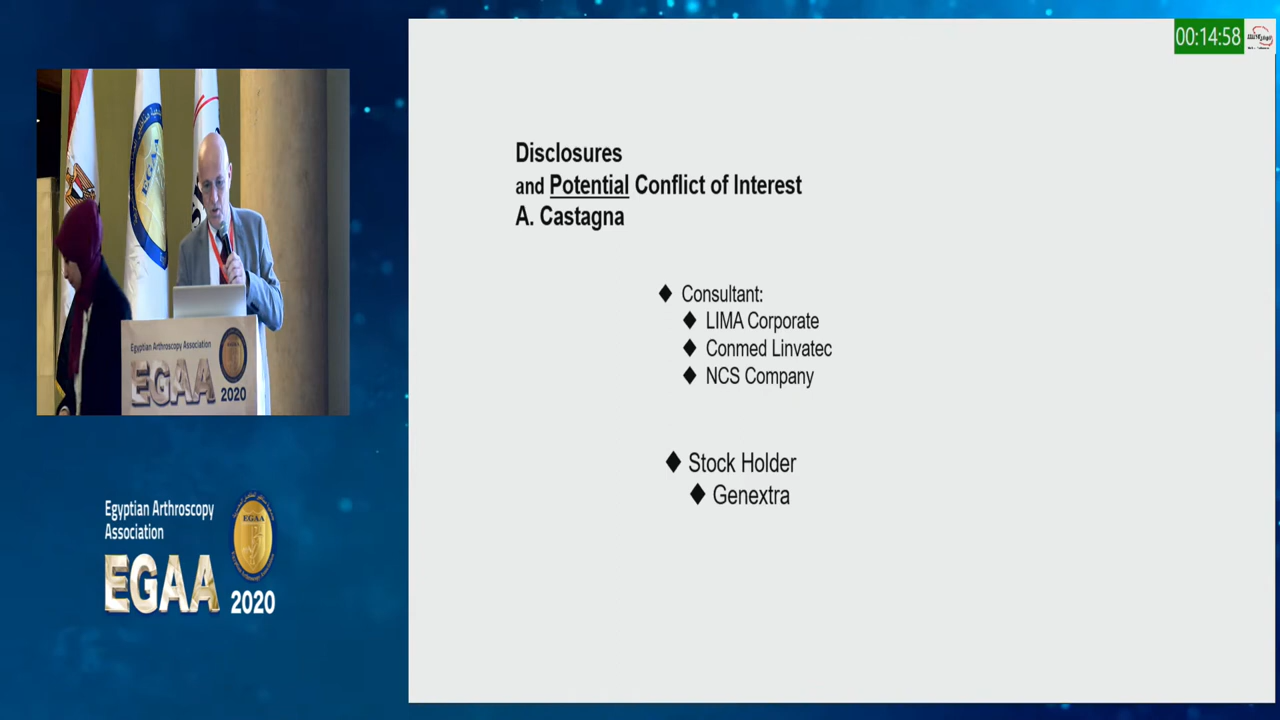 00:14:58
Disclosures
and Potential Conflict of Interest
A. Castagna
♦ Consultant:
♦ LIMA Corporate
♦ Conmed Linvatec
♦ NCS Company
♦ Stock Holder
♦ Genextra
EGAA
Egyptian Arthroscopy Association
EGAA
2020
Egyptian Arthroscopy
Association
EGAA
EGAA
2020